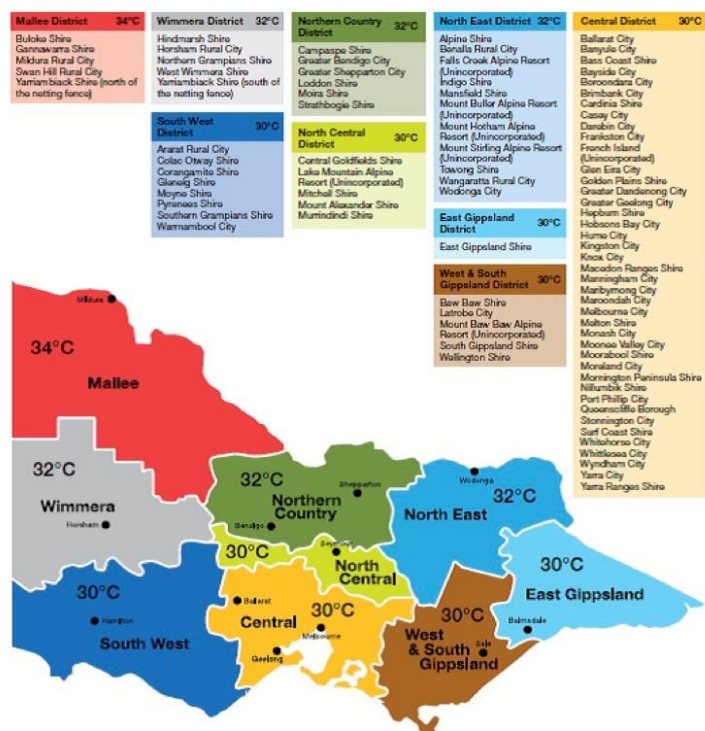 Mallee District 34°C
Buloke Shire
Gannawarra Shire
Mildura Rural City
Swan Hill Rural City
Yarriambiack Shire (north of
the netting fence)
Wimmera District 32°C
Hindmarsh Shire
Horsham Rural City
Northern Grampians Shire
West Wimmera Shire
Yarriambiack Shire (south of
the netting fence)
South West
District 30°C
Ararat Rural City
Colac Otway Shire
Corangamite Shire
Glenelg Shire
Moyne Shire
Pyrenees Shire
Southern Grampians Shire
Warrnambool City
Northern Country
District 32°C
Campaspe Shire
Greater Bendigo City
Greater Shepparton City
Loddon Shire
Moira Shire
Strathbogie Shire
North Central
District 30°C
Central Goldfields Shire
Lake Mountain Alpine
Resort (Unincorporated)
Mitchell Shire
Mount Alexander Shire
Murrindindi Shire
North East District 32°C
Alpine Shire
Benalla Rural City
Falls Creek Alpine Resort
(Unincorporated)
Indigo Shire
Mansfield Shire
Mount Buller Alpine Resort
(Unincorporated)
Mount Hotham Alpine
Resort (Unincorporated)
Mount Stirling Alpine Resort
(Unincorporated)
Towong Shire
Wangaratta Rural City
Wodonga City
East Gippsland
District 30°C
East Gippsland Shire
West & South
Gippsland District 30°C
Baw Baw Shire
Latrobe City
Mount Baw Baw Alpine
Resort (Unincorporated)
South Gippsland Shire
Wellington Shire
Central District 30°C
Ballarat City
Banyule City
Bass Coast Shire
Bayside City
Boroondara City
Brimbank City
Cardinia Shire
Casey City
Darebin City
Frankston City
French Island
(Unincorporated)
Glen Eira City
Golden Plains Shire
Greater Dandenong City
Greater Geelong City
Hepburn Shire
Hobsons Bay City
Hume City
Kingston City
Knox City
Macedon Ranges Shire
Manningham City
Maribyrnong City
Maroondah City
Melbourne City
Melton Shire
Monash City
Moonee Valley City
Moorabool Shire
Moreland City
Mornington Peninsula Shire
Nillumbik Shire
Port Phillip City
Queenscliffe Borough
Stonnington City
Surf Coast Shire
Whitehorse City
Whittlesea City
Wyndham City
Yarra City
Yarra Ranges Shire
Mildura
34°C
Mallee
32°C
Wimmera
Horsham
32°C
Northern
Country
Shepparton
Bendigo
Wodonga
32°C
North East
30°C
Seymour
North
Central
30°C
East Gippsland
Bairnsdale
30°C
Hamilton
South West
Ballarat
Central
30°C
Melbourne
Geelong
30°C
West
& South
Gippsland
Sale